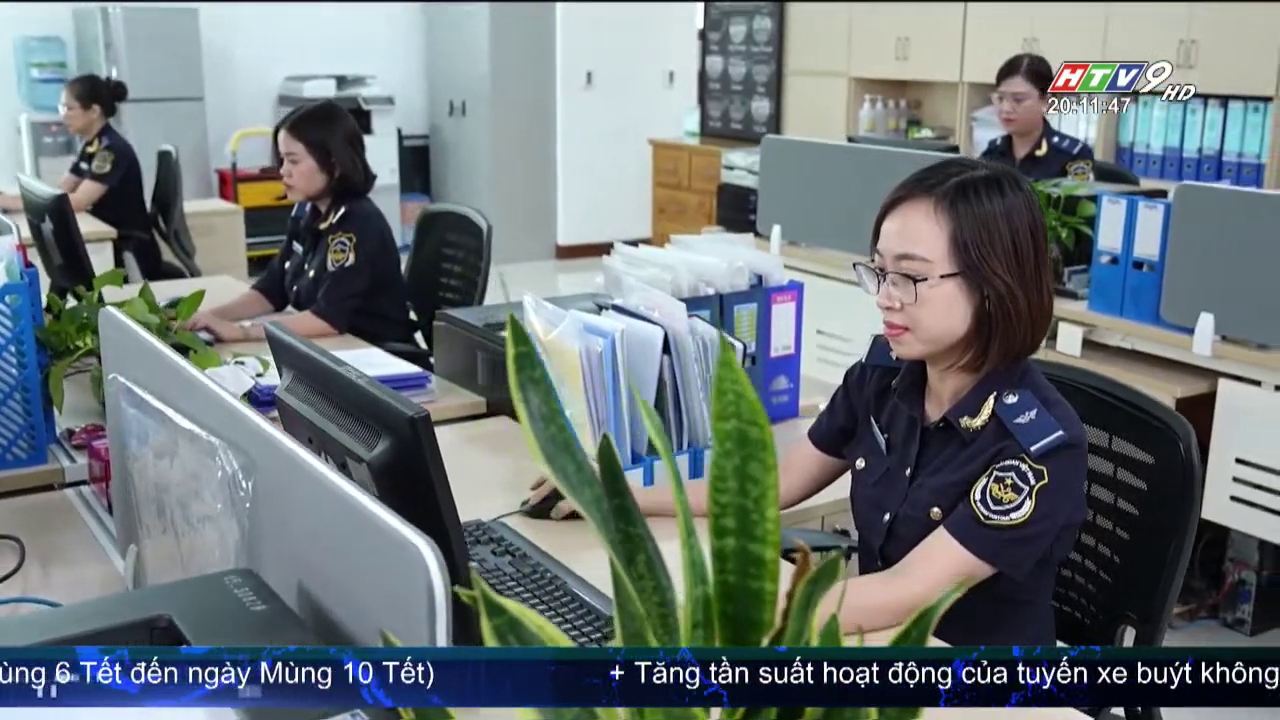 HTV9 HD
20:11:47
ùng 6 Tết đến ngày Mùng 10 Tết) + Tăng tần suất hoạt động của tuyến xe buýt không